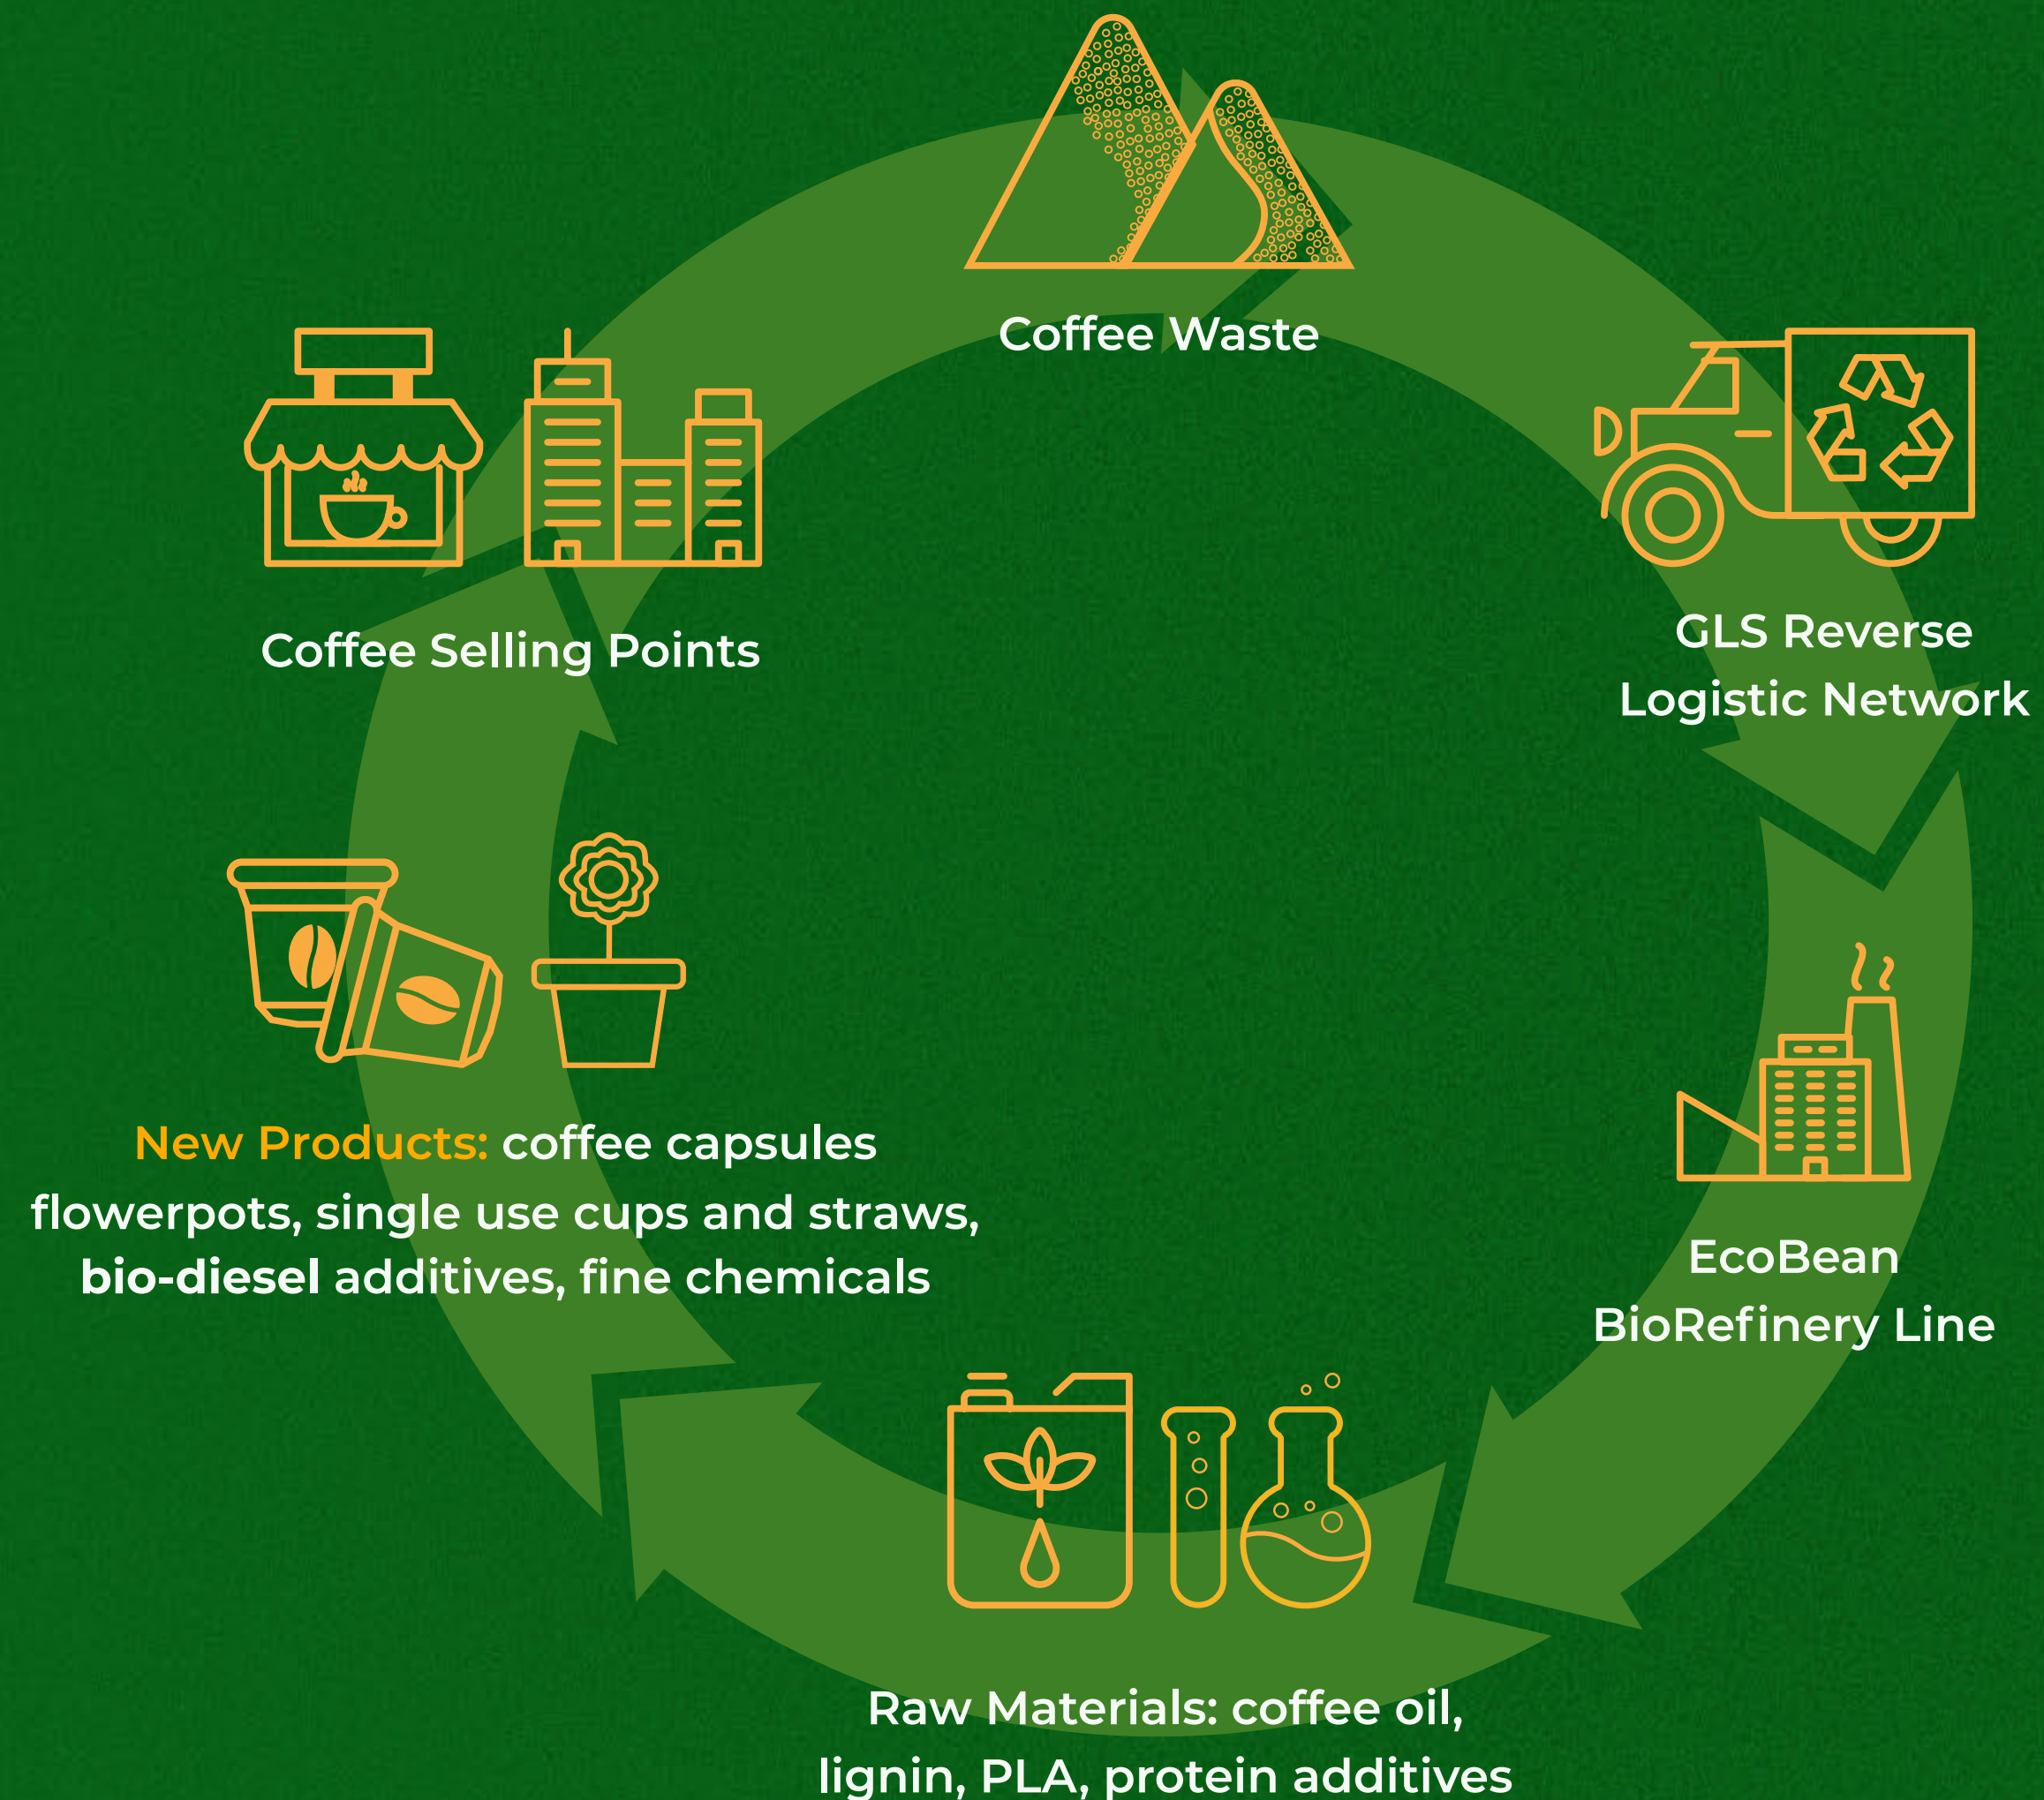 Coffee Waste
GLS Reverse
Logistic Network
EcoBean
BioRefinery Line
Raw Materials: coffee oil,
lignin, PLA, protein additives
New Products: coffee capsules
flowerpots, single use cups and straws,
bio-diesel additives, fine chemicals
Coffee Selling Points